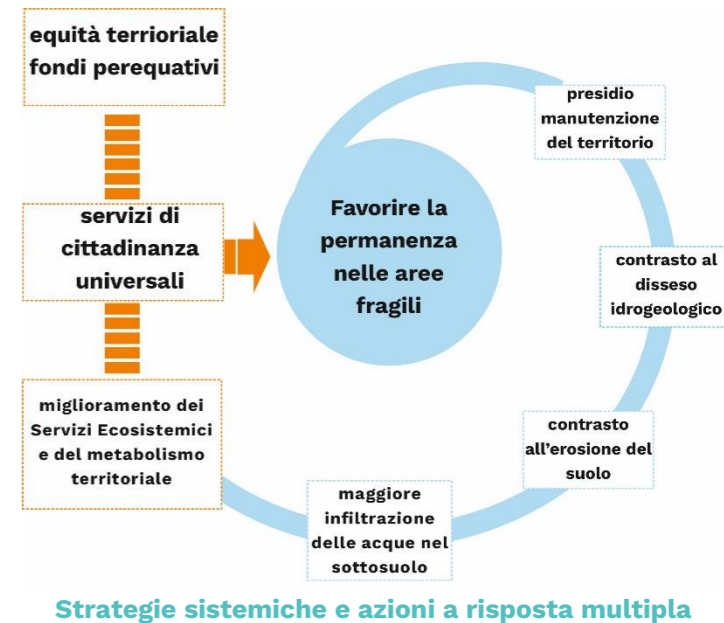 equità terrioriale
fondi perequativi
servizi di
cittadinanza
universali
miglioramento dei
Servizi Ecosistemici
e del metabolismo
territoriale
Favorire la
permanenza
nelle aree
fragili
presidio
manutenzione
del territorio
contrasto al
disseso
idrogeologico
contrasto
all'erosione del
suolo
maggiore
infiltrazione
delle acque nel
sottosuolo
Strategie sistemiche e azioni a risposta multipla